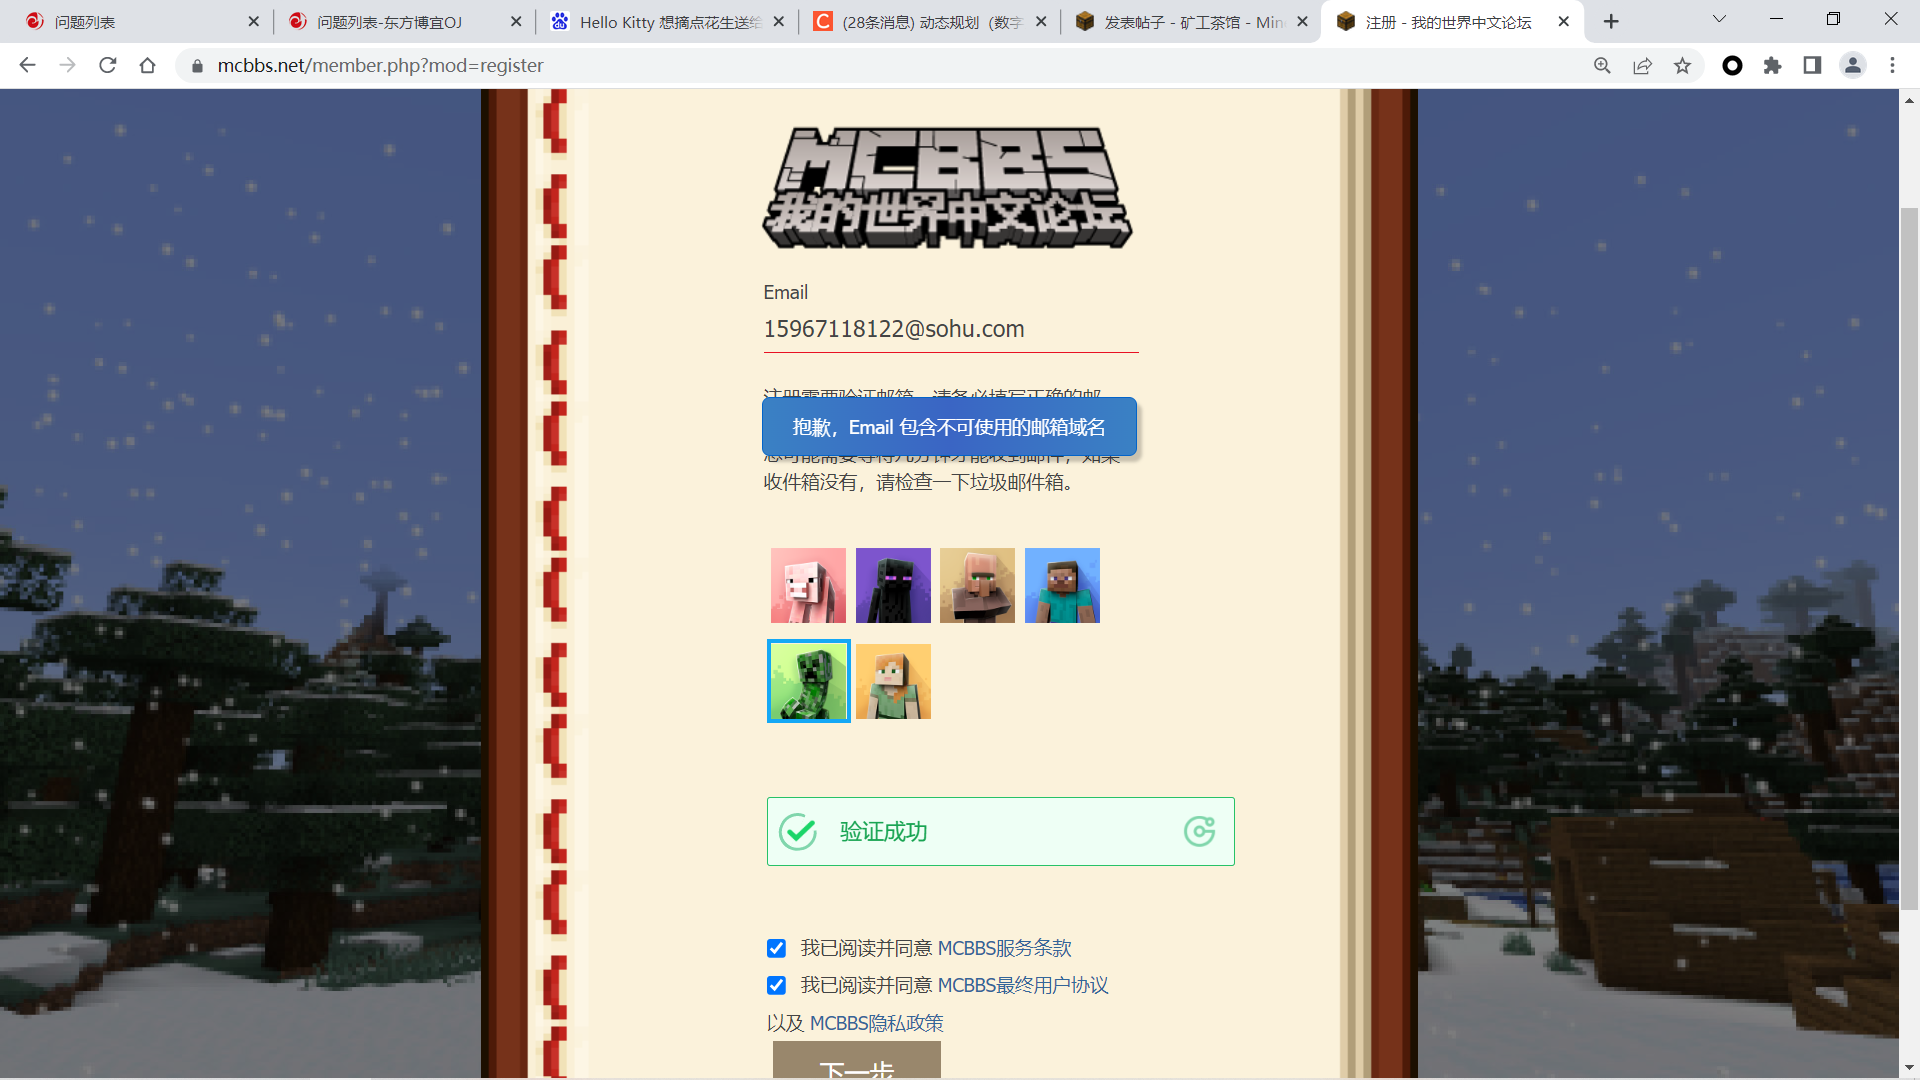 问题列表
问题列表-东方博宜OJ
Hello Kitty 想摘点花生送给
(28条消息) 动态规划（数字
发表帖子 - 矿工茶馆 - Min
注册 - 我的世界中文论坛
mcbbs.net/member.php?mod=register
MCBBS
我的世界中文论坛
Email
15967118122@sohu.com
注册需要验证邮箱，请务必填写正确的邮
抱歉，Email 包含不可使用的邮箱域名
您可能需要等待几分钟才能收到邮件，如果
收件箱没有，请检查一下垃圾邮件箱。
验证成功
我已阅读并同意 MCBBS服务条款
我已阅读并同意 MCBBS最终用户协议
以及 MCBBS隐私政策
下一步